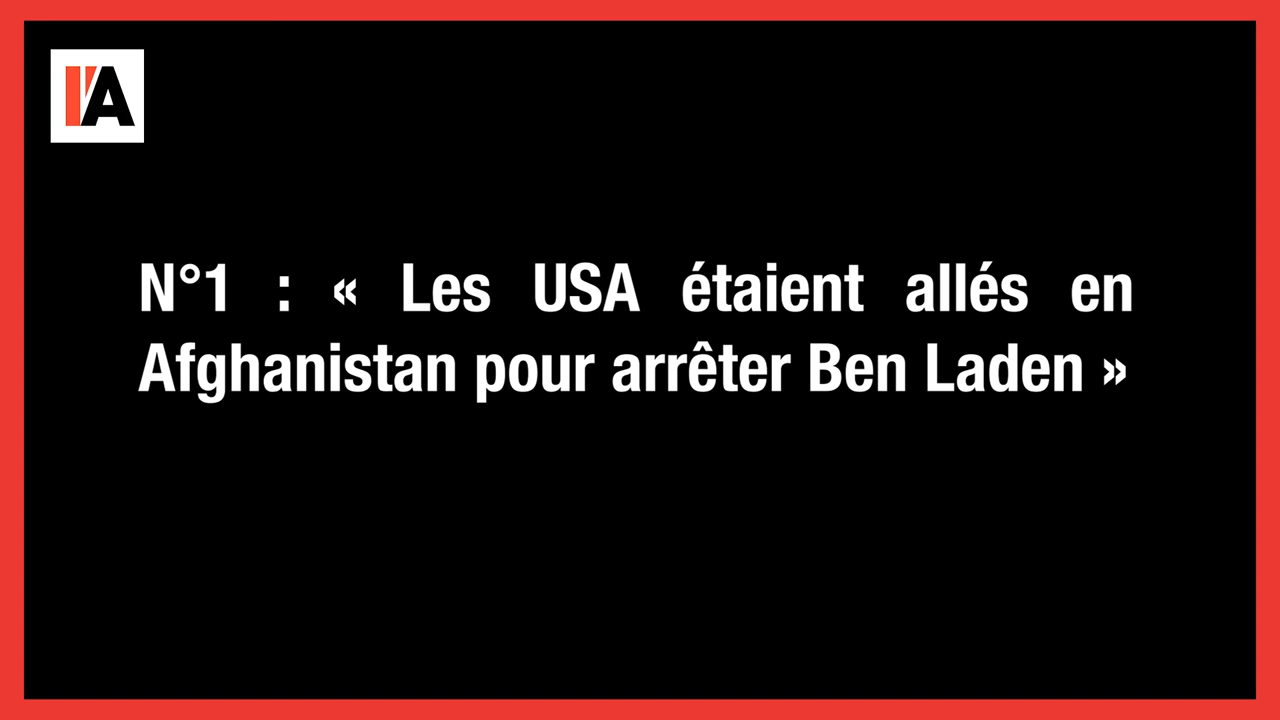 I'A
N°1 : « Les USA étaient allés en
Afghanistan pour arrêter Ben Laden »